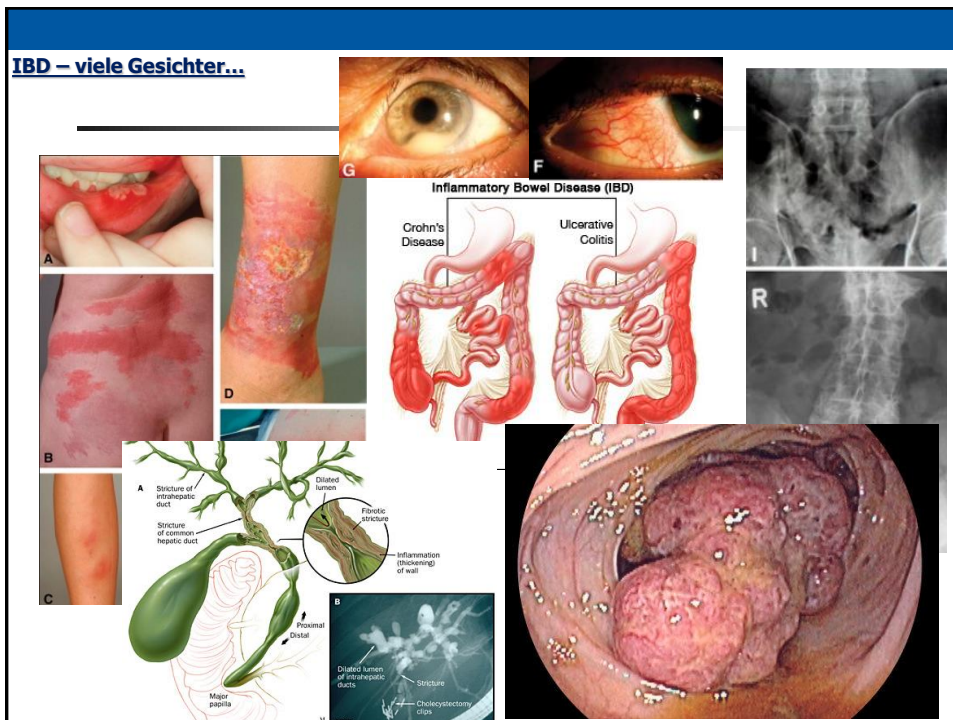 IBD – viele Gesichter...
G
F
I
R
A
B
C
D
Inflammatory Bowel Disease (IBD)
Crohn's
Disease
Ulcerative
Colitis
A
Stricture of
intrahepatic
duct
Stricture
of common
hepatic duct
Dilated
lumen
Fibrotic
stricture
Inflammation
(thickening)
of wall
Proximal
Distal
Major
papilla
B
Dilated lumen
of intrahepatic
ducts
Stricture
Cholecystectomy
clips